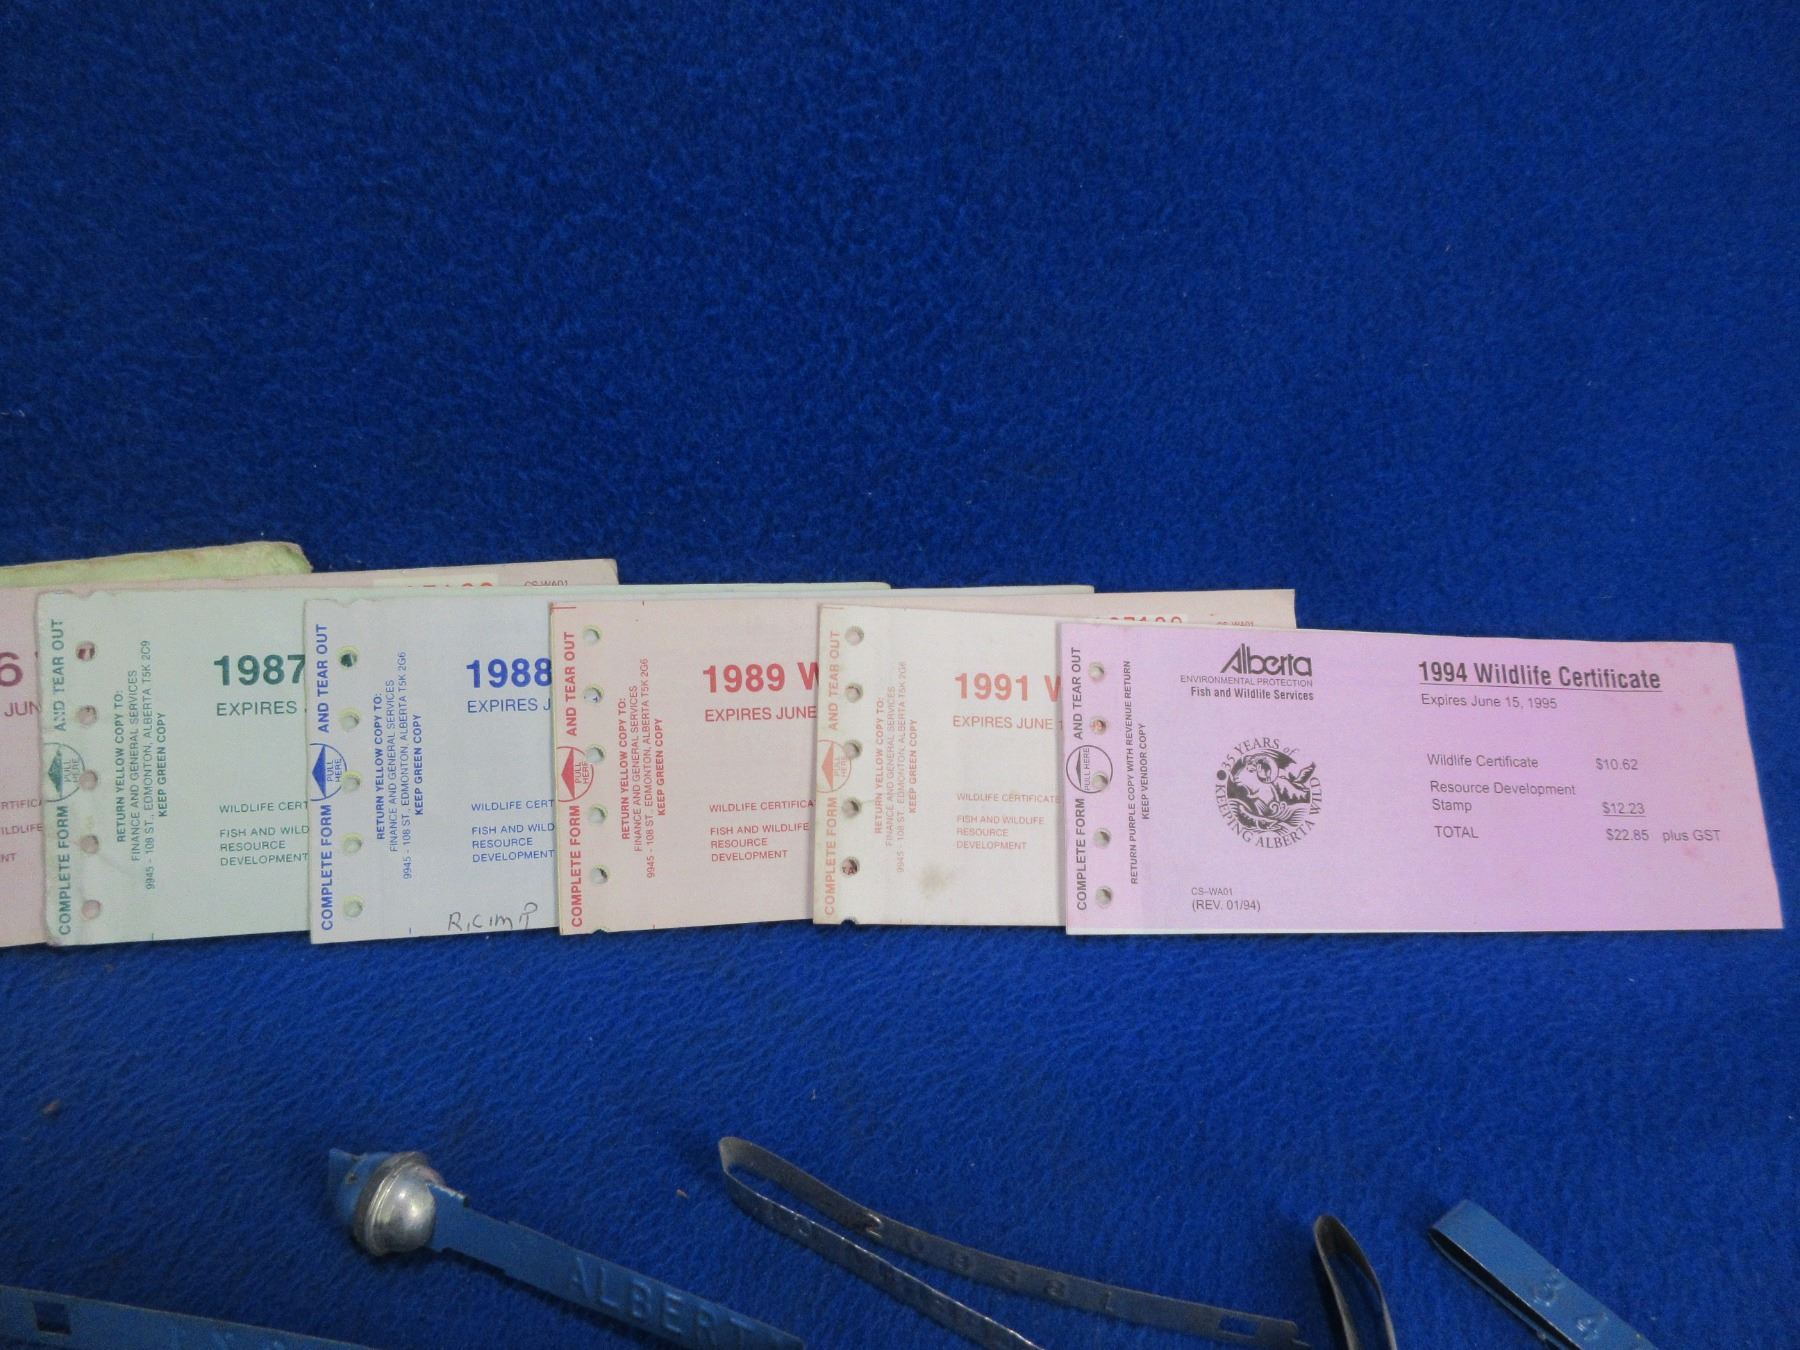 6
JUN
CS-WA01
COMPLETE FORM PULL HERE AND TEAR OUT
RETURN YELLOW COPY TO:
FINANCE AND GENERAL SERVICES
9945 - 108 ST., EDMONTON, ALBERTA T5K 2C9
KEEP GREEN COPY
1987
EXPIRES
WILDLIFE CERT
FISH AND WILD
RESOURCE
DEVELOPMENT
COMPLETE FORM PULL HERE AND TEAR OUT
RETURN YELLOW COPY TO:
FINANCE AND GENERAL SERVICES
9945 - 108 ST., EDMONTON, ALBERTA T5K 2G6
KEEP GREEN COPY
1988
EXPIRES J
WILDLIFE CERT
FISH AND WILD
RESOURCE
DEVELOPMENT
COMPLETE FORM PULL HERE AND TEAR OUT
RETURN YELLOW COPY TO:
FINANCE AND GENERAL SERVICES
9945 - 108 ST., EDMONTON, ALBERTA T5K 2G6
KEEP GREEN COPY
1989 W
EXPIRES JUNE
WILDLIFE CERTIFICA
FISH AND WILDLIFE
RESOURCE
DEVELOPMENT
COMPLETE FORM PULL HERE AND TEAR OUT
RETURN YELLOW COPY TO:
FINANCE AND GENERAL SERVICES
9945 - 108 ST., EDMONTON, ALBERTA T5K 2G6
KEEP GREEN COPY
1991 W
EXPIRES JUNE 1
WILDLIFE CERTIFICATE
FISH AND WILDLIFE
RESOURCE
DEVELOPMENT
CS-WA01
COMPLETE FORM PULL HERE AND TEAR OUT
RETURN PURPLE COPY WITH REVENUE RETURN
KEEP VENDOR COPY
Alberta
ENVIRONMENTAL PROTECTION
Fish and Wildlife Services
35 YEARS of KEEPING ALBERTA WILD
1994 Wildlife Certificate
Expires June 15, 1995
Wildlife Certificate $10.62
Resource Development
Stamp $12.23
TOTAL $22.85 plus GST
CS-WA01
(REV. 01/94)
ALBERT